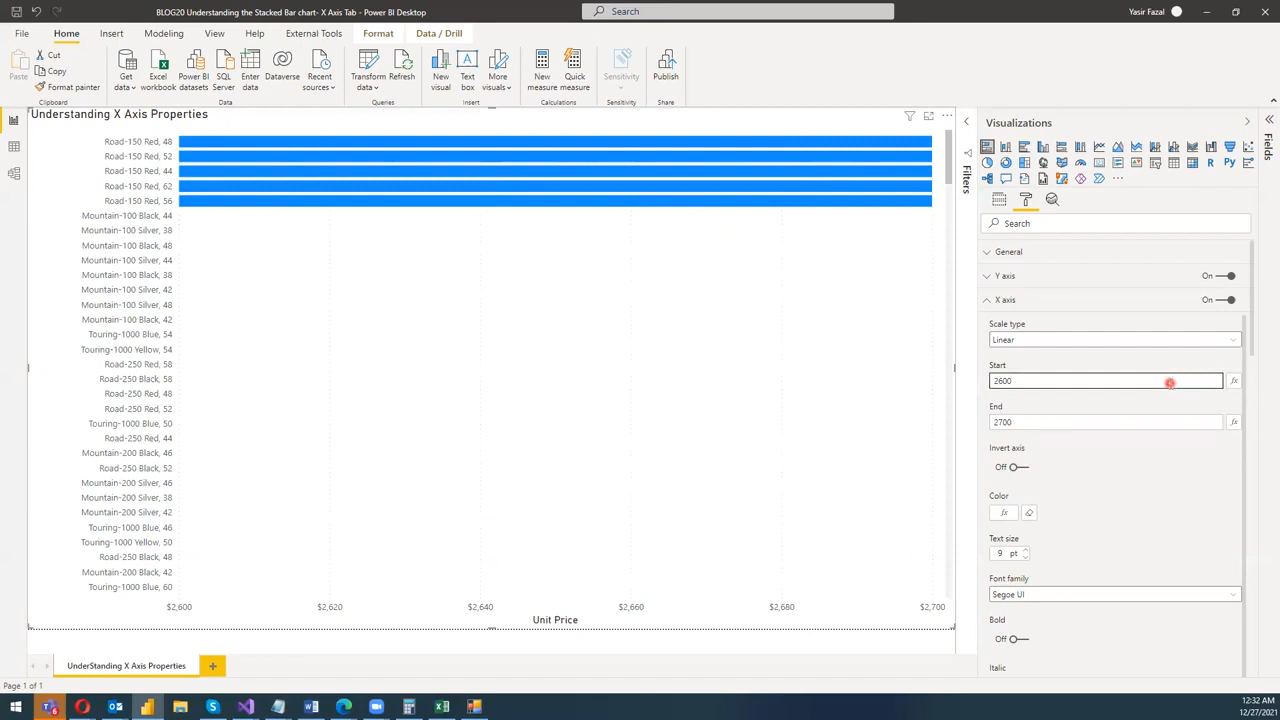 BLOG20 Understanding the Stacked Bar chart- X Axis Tab - Power BI Desktop
Search
Yasir Fazal
File Home Insert Modeling View Help External Tools Format Data / Drill
Paste
Cut
Copy
Format painter
Get data
Excel workbook
Power BI datasets
SQL Server
Enter data
Dataverse
Recent sources
Transform data
Refresh
New visual
Text box
More visuals
New measure
Quick measure
Sensitivity
Publish
Clipboard Data Queries Insert Calculations Sensitivity Share
Understanding X Axis Properties
Road-150 Red, 48
Road-150 Red, 52
Road-150 Red, 44
Road-150 Red, 62
Road-150 Red, 56
Mountain-100 Black, 44
Mountain-100 Silver, 38
Mountain-100 Black, 48
Mountain-100 Silver, 44
Mountain-100 Black, 38
Mountain-100 Silver, 42
Mountain-100 Silver, 48
Mountain-100 Black, 42
Touring-1000 Blue, 54
Touring-1000 Yellow, 54
Road-250 Red, 58
Road-250 Black, 58
Road-250 Red, 48
Road-250 Red, 52
Touring-1000 Blue, 50
Road-250 Red, 44
Mountain-200 Black, 46
Road-250 Black, 52
Mountain-200 Silver, 46
Mountain-200 Silver, 38
Mountain-200 Silver, 42
Touring-1000 Blue, 46
Touring-1000 Yellow, 50
Road-250 Black, 48
Mountain-200 Black, 42
Touring-1000 Blue, 60
$2,600 $2,620 $2,640 $2,660 $2,680 $2,700
Unit Price
Filters
Visualizations
R Py
Search
General
Y axis On
X axis On
Scale type
Linear
Start
2600 fx
End
2700 fx
Invert axis
Off
Color
fx
Text size
9 pt
Font family
Segoe UI
Bold
Off
Italic
Fields
UnderStanding X Axis Properties
Page 1 of 1
12:32 AM
12/27/2021